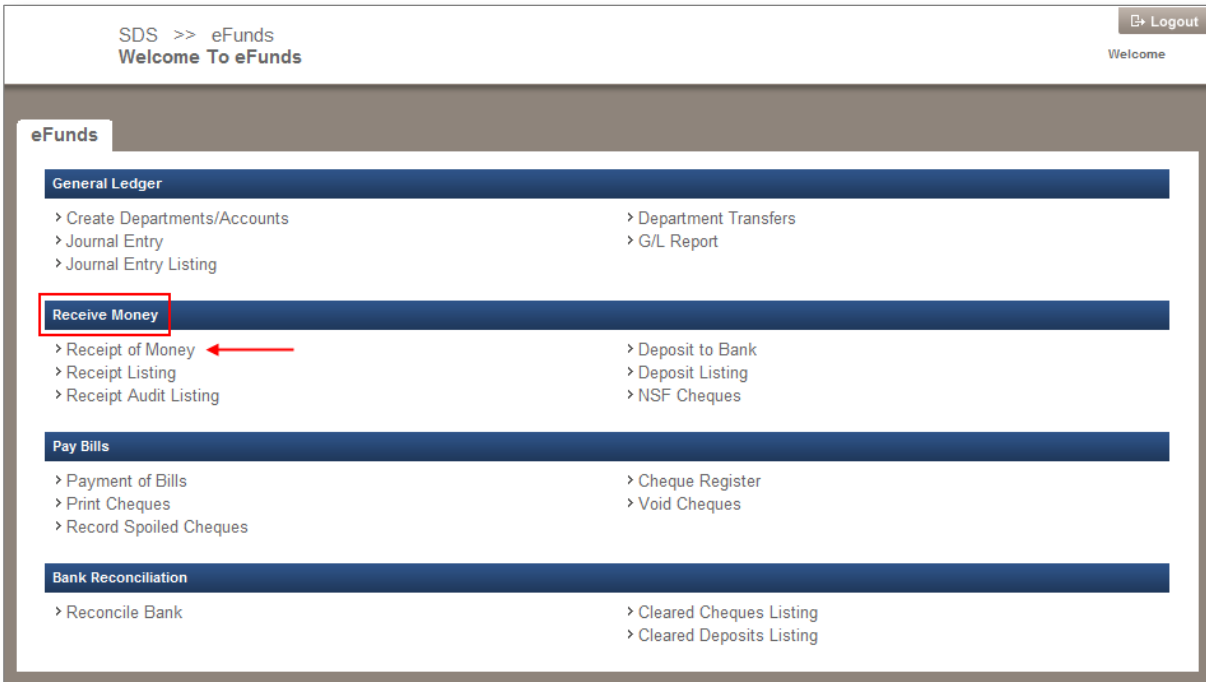 Logout
SDS >> eFunds
Welcome To eFunds
Welcome
eFunds
General Ledger
> Create Departments/Accounts
> Department Transfers
> Journal Entry
> G/L Report
> Journal Entry Listing
Receive Money
> Receipt of Money
> Deposit to Bank
> Receipt Listing
> Deposit Listing
> Receipt Audit Listing
> NSF Cheques
Pay Bills
> Payment of Bills
> Cheque Register
> Print Cheques
> Void Cheques
> Record Spoiled Cheques
Bank Reconciliation
> Reconcile Bank
> Cleared Cheques Listing
> Cleared Deposits Listing